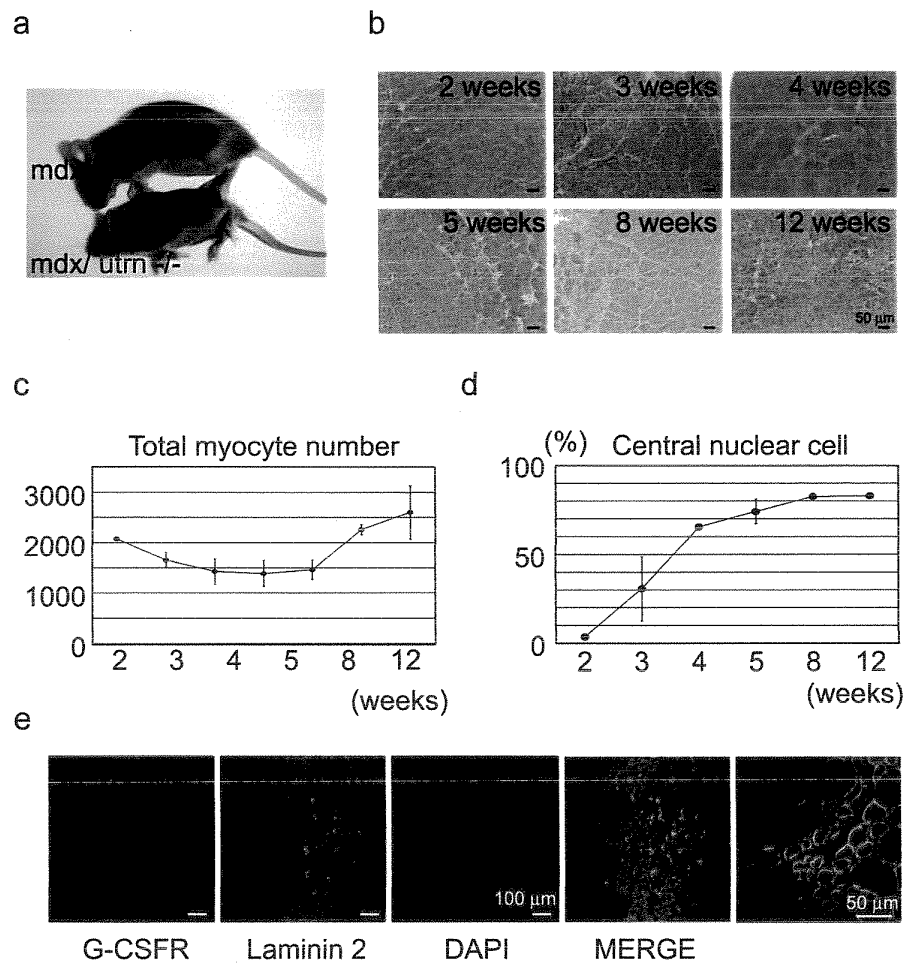 a
mdx
mdx/ utrn -/-
b
2 weeks
3 weeks
4 weeks
5 weeks
8 weeks
12 weeks
50 µm
c
Total myocyte number
3000
2000
1000
0
2 3 4 5 8 12
(weeks)
d
(%) Central nuclear cell
100
50
0
2 3 4 5 8 12
(weeks)
e
100 µm
50 µm
G-CSFR Laminin 2 DAPI MERGE